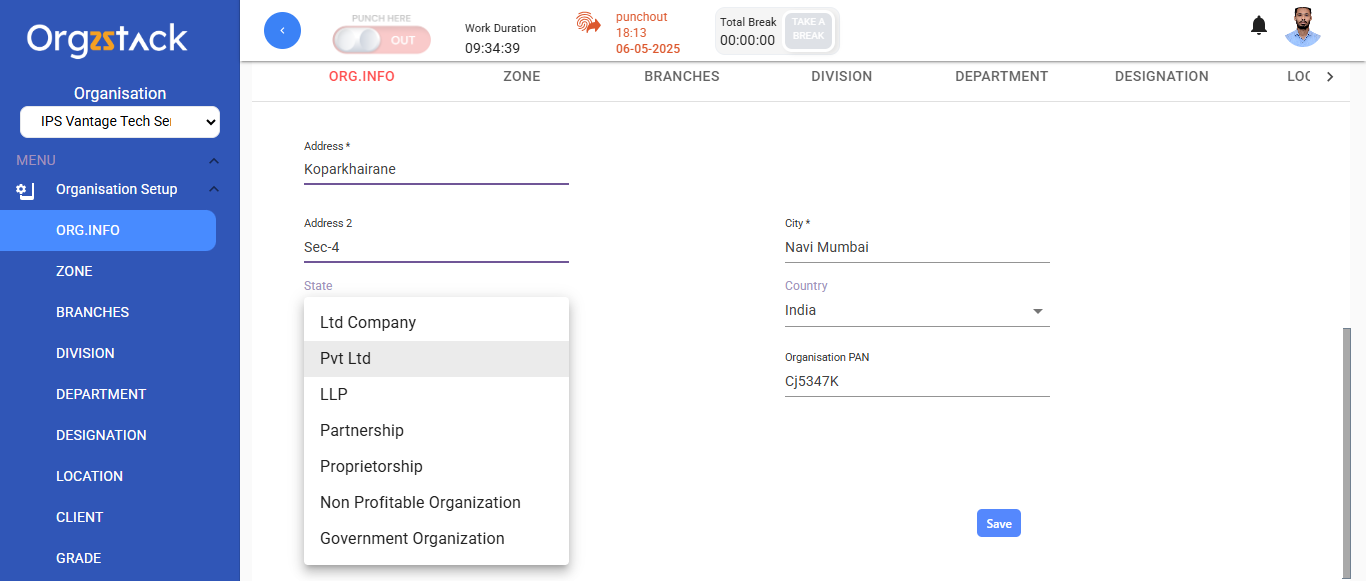 Orgzstack
Organisation
IPS Vantage Tech Ser
MENU
Organisation Setup
ORG.INFO
ZONE
BRANCHES
DIVISION
DEPARTMENT
DESIGNATION
LOCATION
CLIENT
GRADE
PUNCH HERE
OUT
Work Duration
09:34:39
punchout
18:13
06-05-2025
Total Break
00:00:00
TAKE A
BREAK
ORG.INFO ZONE BRANCHES DIVISION DEPARTMENT DESIGNATION LOC
Address *
Koparkhairane
Address 2
Sec-4
City *
Navi Mumbai
State
Country
India
Ltd Company
Pvt Ltd
LLP
Partnership
Proprietorship
Non Profitable Organization
Government Organization
Organisation PAN
Cj5347K
Save